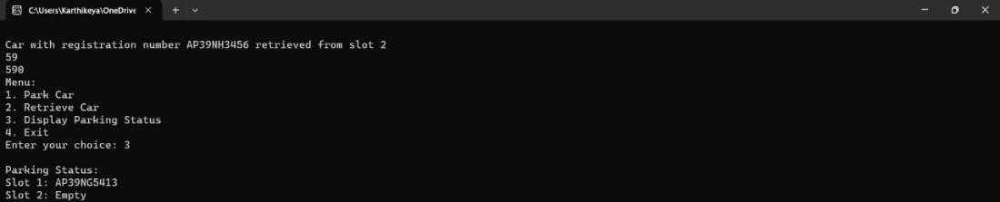 C:\Users\Karthikeya\OneDrive
Car with registration number AP39NH3456 retrieved from slot 2
59
590
Menu:
1. Park Car
2. Retrieve Car
3. Display Parking Status
4. Exit
Enter your choice: 3
Parking Status:
Slot 1: AP39NG5413
Slot 2: Empty